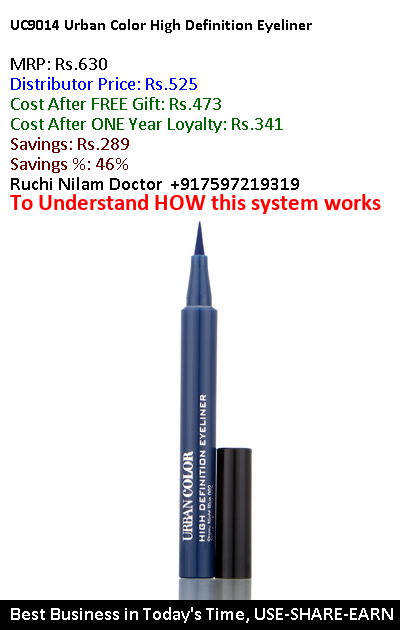 UC9014 Urban Color High Definition Eyeliner
MRP: Rs.630
Distributor Price: Rs.525
Cost After FREE Gift: Rs.473
Cost After ONE Year Loyalty: Rs.341
Savings: Rs.289
Savings %: 46%
Ruchi Nilam Doctor +917597219319
To Understand HOW this system works
URBAN COLOR
HIGH DEFINITION EYELINER
Best Business in Today's Time, USE-SHARE-EARN